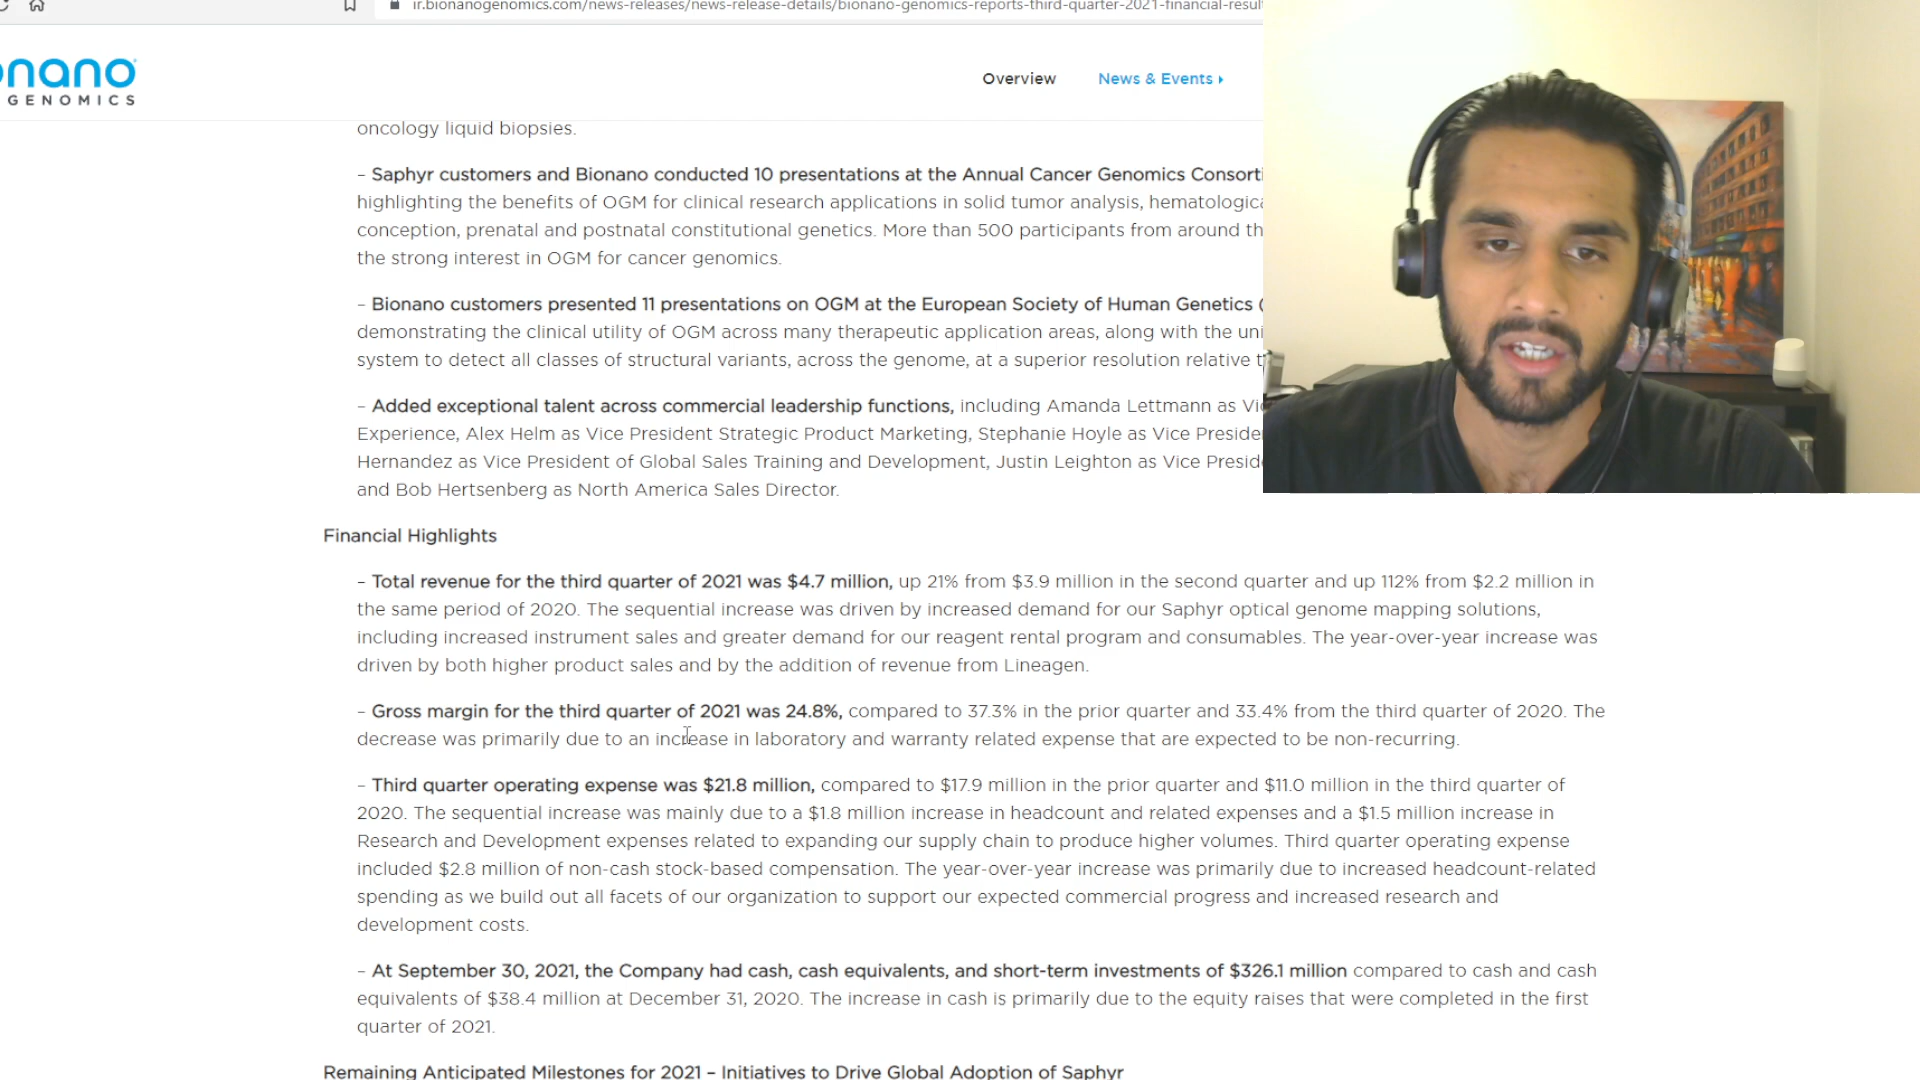 ir.bionanogenomics.com/news-releases/news-release-details/bionano-genomics-reports-third-quarter-2021-financial-resul
onano
GENOMICS
Overview News & Events
oncology liquid biopsies.
– Saphyr customers and Bionano conducted 10 presentations at the Annual Cancer Genomics Consorti
highlighting the benefits of OGM for clinical research applications in solid tumor analysis, hematologica
conception, prenatal and postnatal constitutional genetics. More than 500 participants from around th
the strong interest in OGM for cancer genomics.
– Bionano customers presented 11 presentations on OGM at the European Society of Human Genetics (
demonstrating the clinical utility of OGM across many therapeutic application areas, along with the uni
system to detect all classes of structural variants, across the genome, at a superior resolution relative t
– Added exceptional talent across commercial leadership functions, including Amanda Lettmann as Vi
Experience, Alex Helm as Vice President Strategic Product Marketing, Stephanie Hoyle as Vice Preside
Hernandez as Vice President of Global Sales Training and Development, Justin Leighton as Vice Presid
and Bob Hertsenberg as North America Sales Director.
Financial Highlights
– Total revenue for the third quarter of 2021 was $4.7 million, up 21% from $3.9 million in the second quarter and up 112% from $2.2 million in
the same period of 2020. The sequential increase was driven by increased demand for our Saphyr optical genome mapping solutions,
including increased instrument sales and greater demand for our reagent rental program and consumables. The year-over-year increase was
driven by both higher product sales and by the addition of revenue from Lineagen.
– Gross margin for the third quarter of 2021 was 24.8%, compared to 37.3% in the prior quarter and 33.4% from the third quarter of 2020. The
decrease was primarily due to an increase in laboratory and warranty related expense that are expected to be non-recurring.
– Third quarter operating expense was $21.8 million, compared to $17.9 million in the prior quarter and $11.0 million in the third quarter of
2020. The sequential increase was mainly due to a $1.8 million increase in headcount and related expenses and a $1.5 million increase in
Research and Development expenses related to expanding our supply chain to produce higher volumes. Third quarter operating expense
included $2.8 million of non-cash stock-based compensation. The year-over-year increase was primarily due to increased headcount-related
spending as we build out all facets of our organization to support our expected commercial progress and increased research and
development costs.
– At September 30, 2021, the Company had cash, cash equivalents, and short-term investments of $326.1 million compared to cash and cash
equivalents of $38.4 million at December 31, 2020. The increase in cash is primarily due to the equity raises that were completed in the first
quarter of 2021.
Remaining Anticipated Milestones for 2021 – Initiatives to Drive Global Adoption of Saphyr